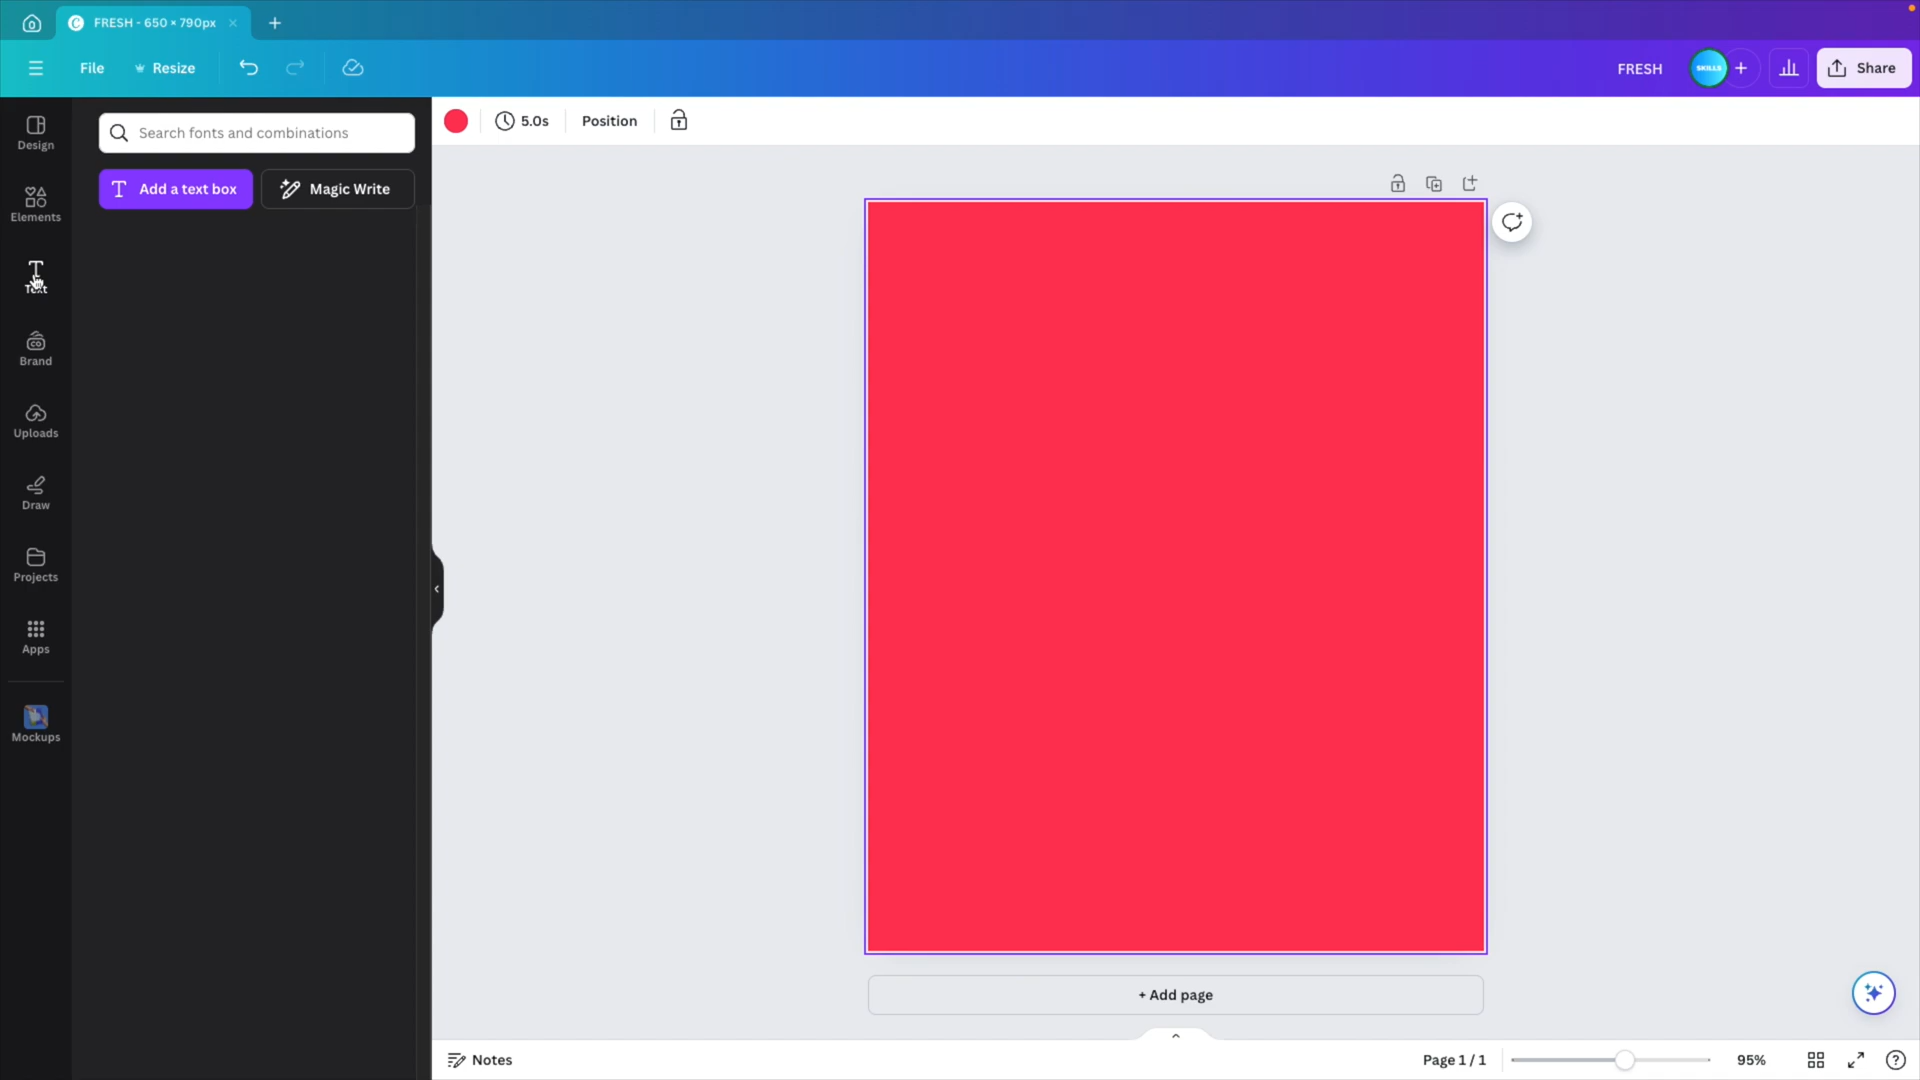 FRESH - 650 × 790px
File
Resize
FRESH
SKILLS
Share
Design
Elements
Text
Brand
Uploads
Draw
Projects
Apps
Mockups
Search fonts and combinations
Add a text box
Magic Write
5.0s
Position
+ Add page
Notes
Page 1 / 1
95%